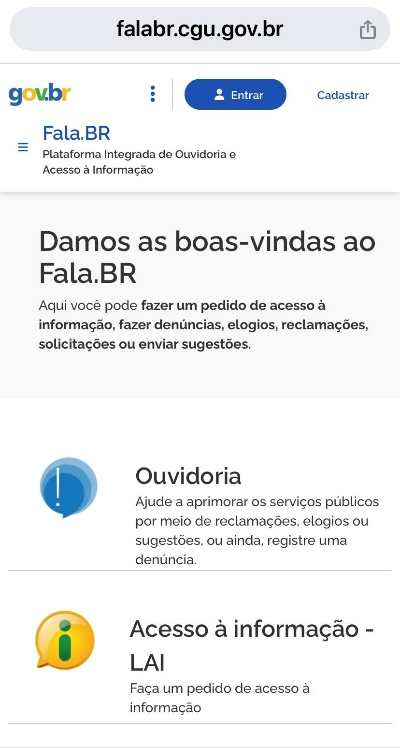 falabr.cgu.gov.br
gov.br
Entrar
Cadastrar
Fala.BR
Plataforma Integrada de Ouvidoria e
Acesso à Informação
Damos as boas-vindas ao
Fala.BR
Aqui você pode fazer um pedido de acesso à
informação, fazer denúncias, elogios, reclamações,
solicitações ou enviar sugestões.
Ouvidoria
Ajude a aprimorar os serviços públicos
por meio de reclamações, elogios ou
sugestões, ou ainda, registre uma
denúncia.
Acesso à informação -
LAI
Faça um pedido de acesso à
informação